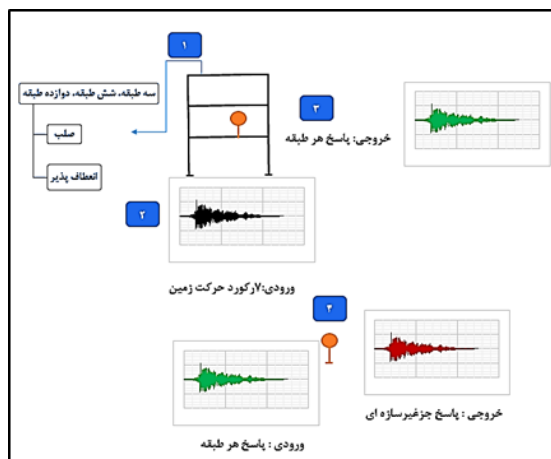 ۱
سه طبقه، شش طبقه، دوازده طبقه
صلب
انعطاف پذیر
۳
خروجی: پاسخ هر طبقه
۲
ورودی:۷رکورد حرکت زمین
۴
خروجی : پاسخ جزغیرسازه ای
ورودی : پاسخ هر طبقه